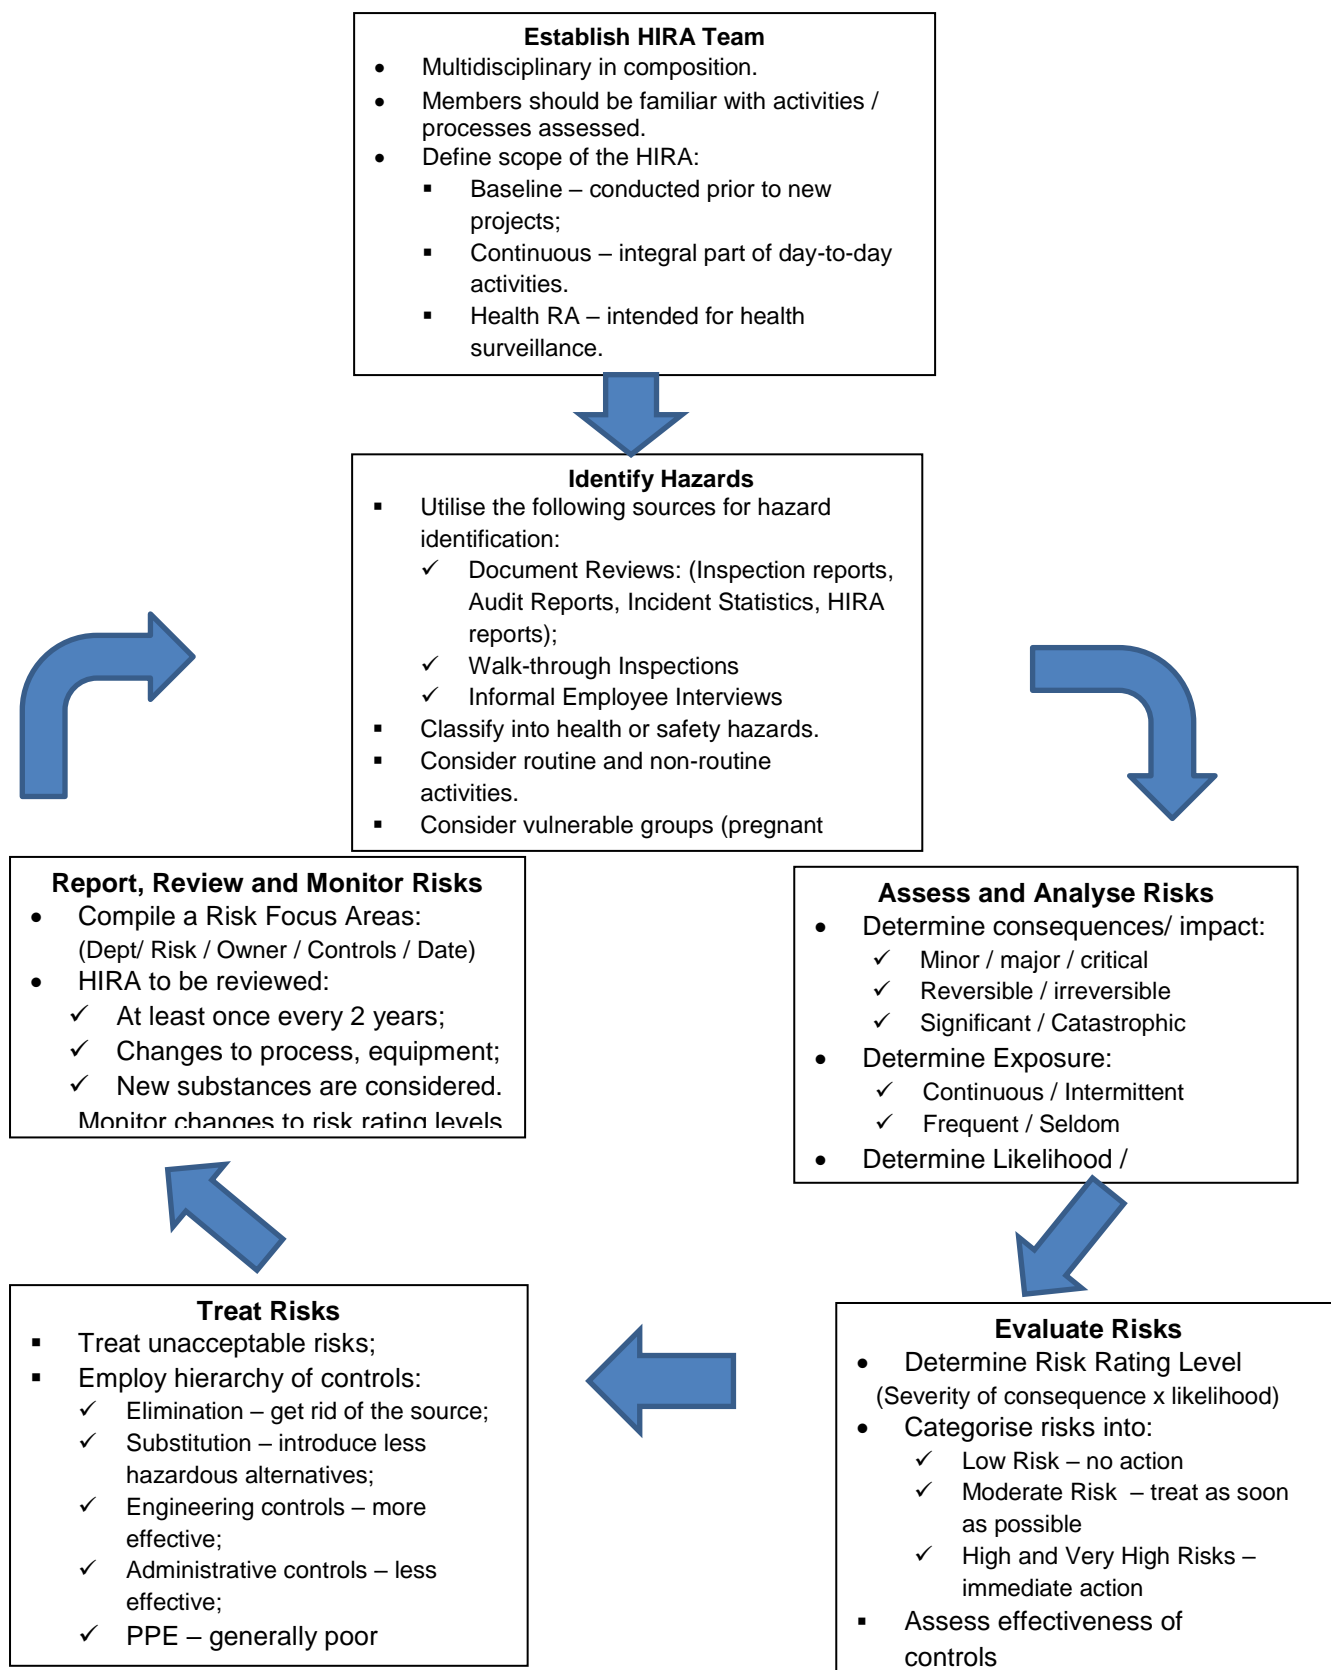 Establish HIRA Team
• Multidisciplinary in composition.
• Members should be familiar with activities /
processes assessed.
• Define scope of the HIRA:
▪ Baseline – conducted prior to new
projects;
▪ Continuous – integral part of day-to-day
activities.
▪ Health RA – intended for health
surveillance.
Identify Hazards
▪ Utilise the following sources for hazard
identification:
✓ Document Reviews: (Inspection reports,
Audit Reports, Incident Statistics, HIRA
reports);
✓ Walk-through Inspections
✓ Informal Employee Interviews
▪ Classify into health or safety hazards.
▪ Consider routine and non-routine
activities.
▪ Consider vulnerable groups (pregnant
Assess and Analyse Risks
• Determine consequences/ impact:
✓ Minor / major / critical
✓ Reversible / irreversible
✓ Significant / Catastrophic
• Determine Exposure:
✓ Continuous / Intermittent
✓ Frequent / Seldom
• Determine Likelihood /
Evaluate Risks
• Determine Risk Rating Level
(Severity of consequence x likelihood)
• Categorise risks into:
✓ Low Risk – no action
✓ Moderate Risk – treat as soon
as possible
✓ High and Very High Risks –
immediate action
▪ Assess effectiveness of
controls
Treat Risks
▪ Treat unacceptable risks;
▪ Employ hierarchy of controls:
✓ Elimination – get rid of the source;
✓ Substitution – introduce less
hazardous alternatives;
✓ Engineering controls – more
effective;
✓ Administrative controls – less
effective;
✓ PPE – generally poor
Report, Review and Monitor Risks
• Compile a Risk Focus Areas:
(Dept/ Risk / Owner / Controls / Date)
• HIRA to be reviewed:
✓ At least once every 2 years;
✓ Changes to process, equipment;
✓ New substances are considered.
Monitor changes to risk rating levels